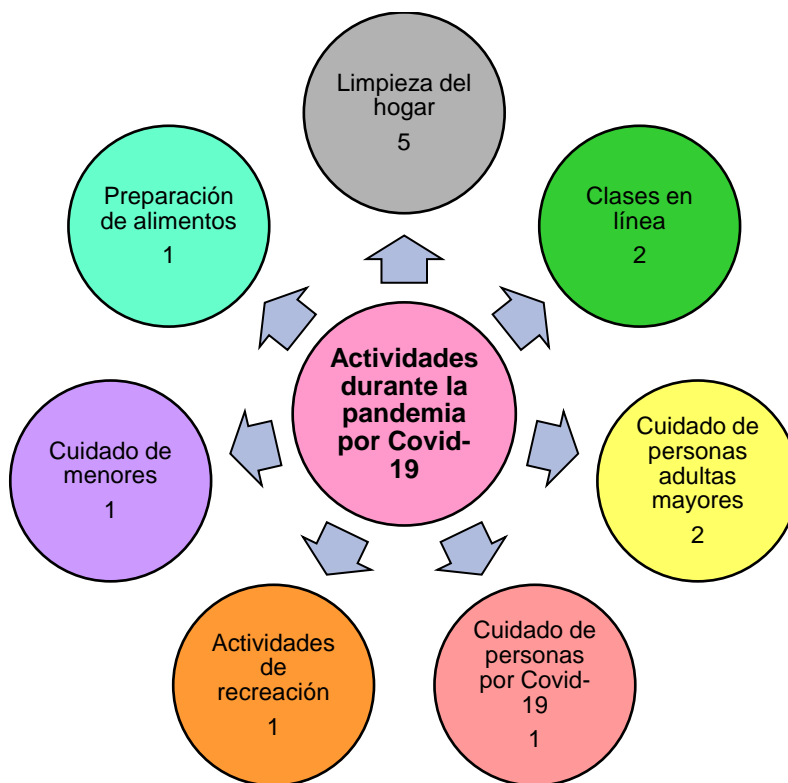 Limpieza del
hogar
5
Clases en
línea
2
Cuidado de
personas
adultas
mayores
2
Cuidado de
personas
por Covid-
19
1
Actividades
de
recreación
1
Cuidado de
menores
1
Preparación
de alimentos
1
Actividades
durante la
pandemia
por Covid-
19